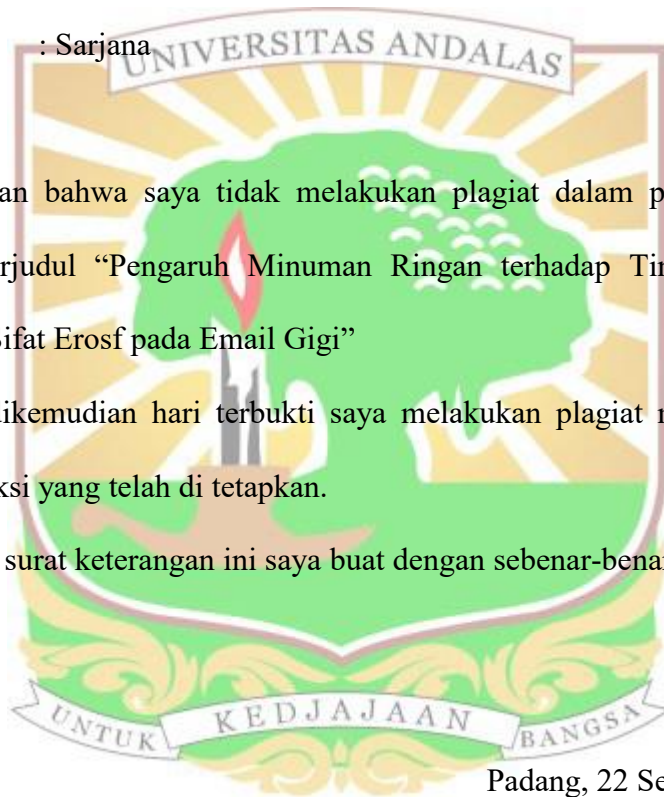 : Sarjana
UNIVERSITAS ANDALAS
an bahwa saya tidak melakukan plagiat dalam p
rjudul “Pengaruh Minuman Ringan terhadap Tin
ifat Erosf pada Email Gigi”
ikemudian hari terbukti saya melakukan plagiat
ksi yang telah di tetapkan.
surat keterangan ini saya buat dengan sebenar-benar
UNTUK KEDJAJAAN BANGSA
Padang, 22 Se